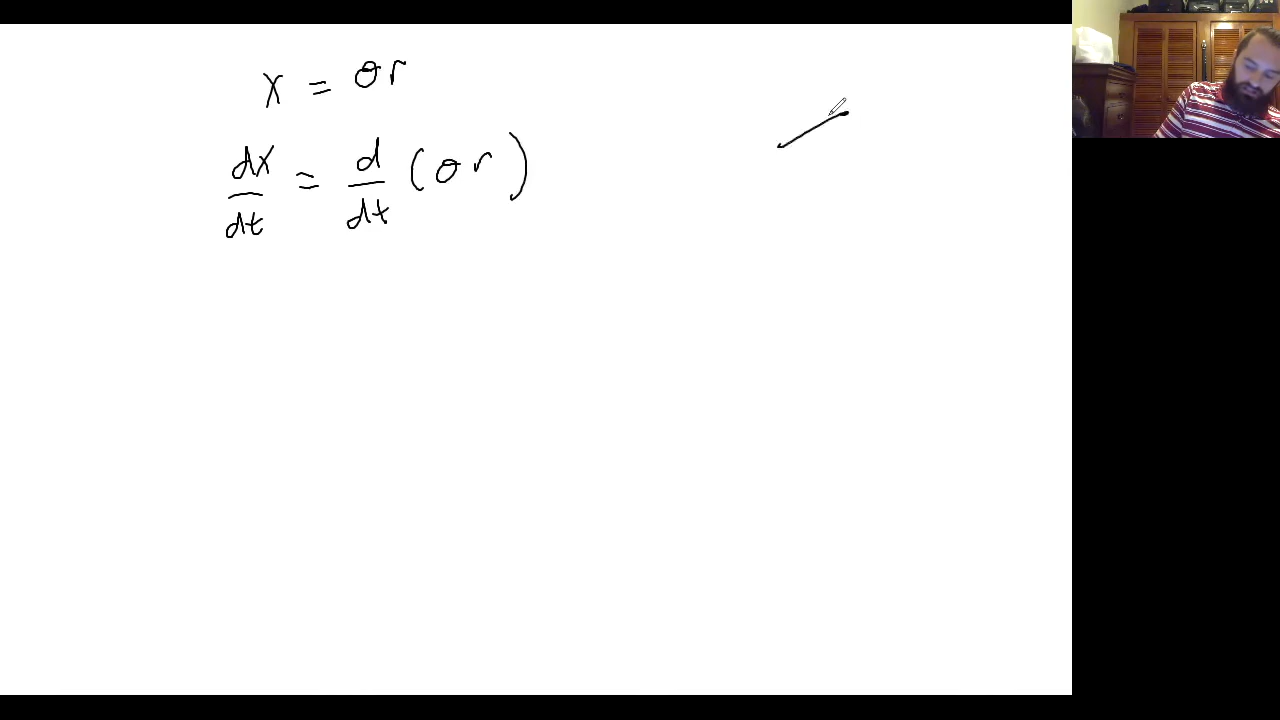 x = θr
dx/dt = d/dt (θr)